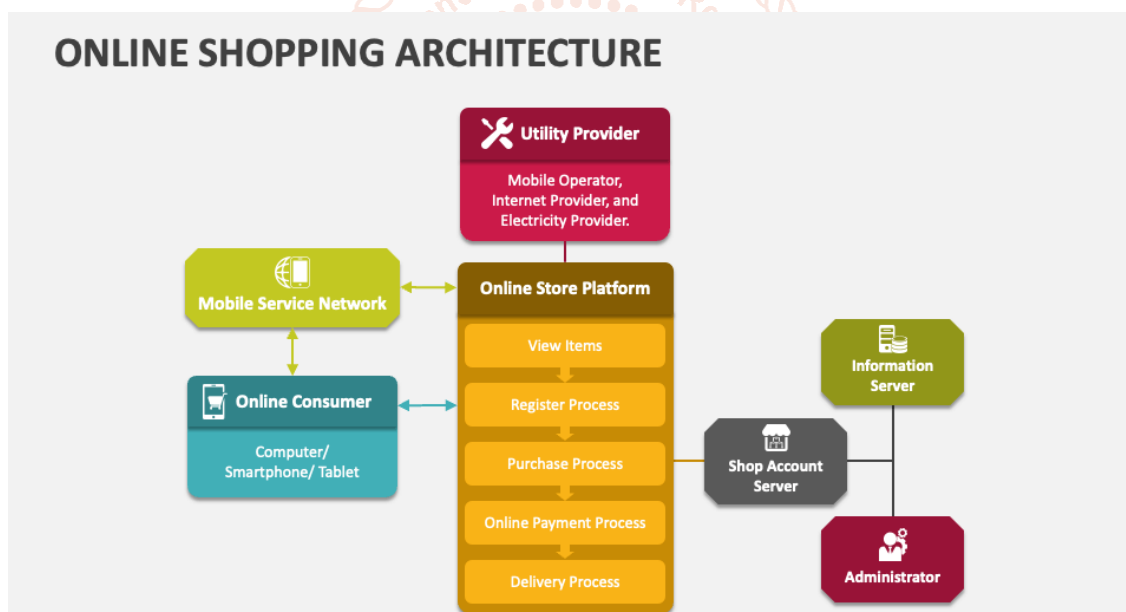 ONLINE SHOPPING ARCHITECTURE
Utility Provider
Mobile Operator,
Internet Provider, and
Electricity Provider.
Mobile Service Network
Online Store Platform
View Items
Register Process
Purchase Process
Online Payment Process
Delivery Process
Online Consumer
Computer/
Smartphone/ Tablet
Shop Account
Server
Information
Server
Administrator